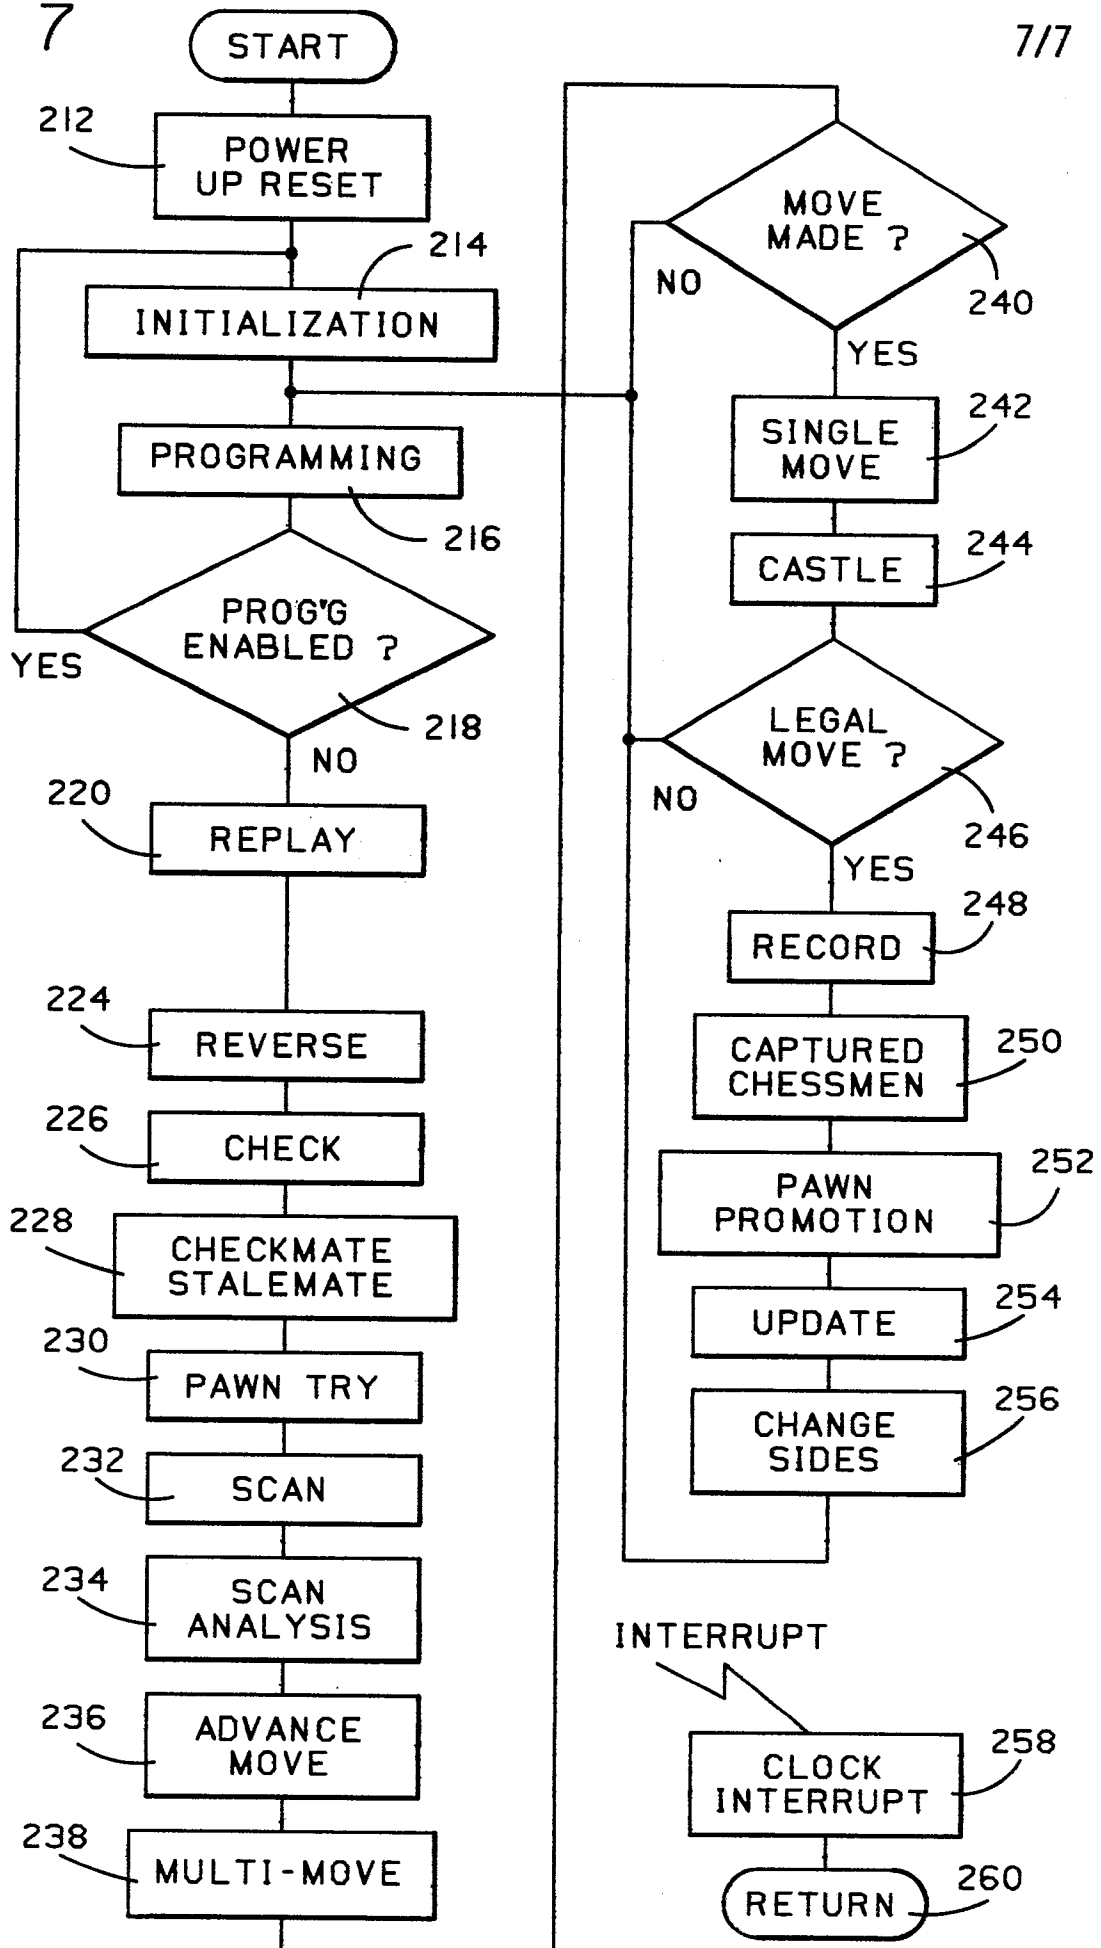 7
7/7
START
212
POWER
UP RESET
214
INITIALIZATION
PROGRAMMING
216
PROG'G
ENABLED ?
YES
218
NO
220
REPLAY
224
REVERSE
226
CHECK
228
CHECKMATE
STALEMATE
230
PAWN TRY
232
SCAN
234
SCAN
ANALYSIS
236
ADVANCE
MOVE
238
MULTI-MOVE
MOVE
MADE ?
NO
240
YES
242
SINGLE
MOVE
244
CASTLE
LEGAL
MOVE ?
NO
246
YES
248
RECORD
250
CAPTURED
CHESSMEN
252
PAWN
PROMOTION
254
UPDATE
256
CHANGE
SIDES
INTERRUPT
258
CLOCK
INTERRUPT
260
RETURN